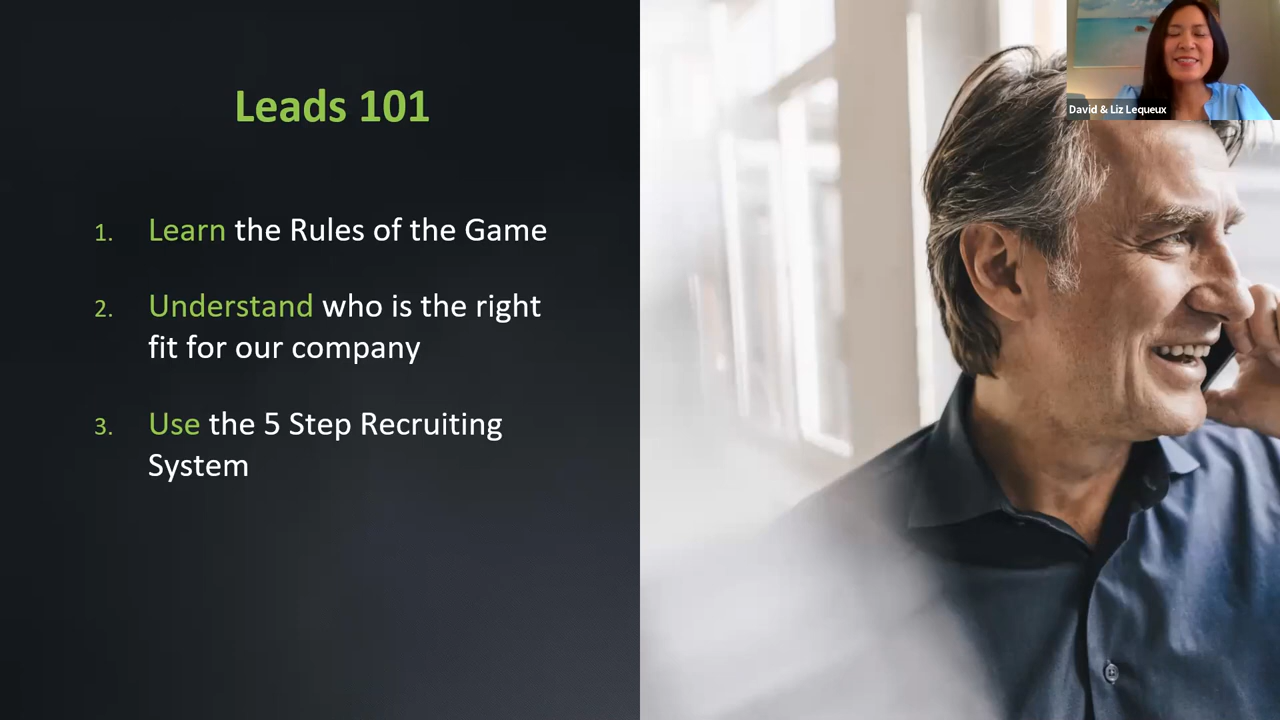 Leads 101
1. Learn the Rules of the Game
2. Understand who is the right
fit for our company
3. Use the 5 Step Recruiting
System
David & Liz Lequeux